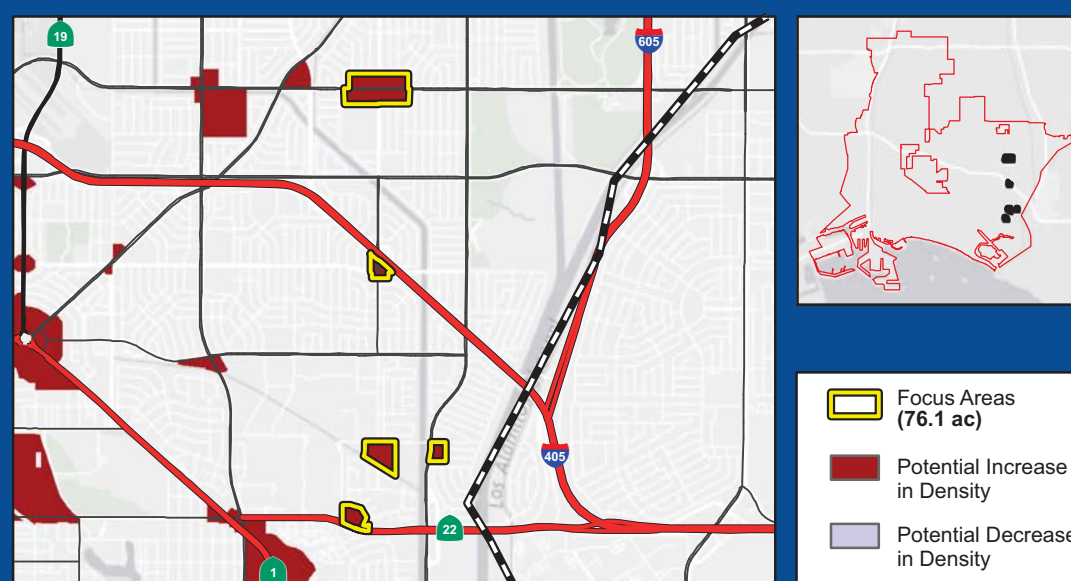 19
605
405
22
1
Los Alamitos
Focus Areas
(76.1 ac)
Potential Increase
in Density
Potential Decrease
in Density